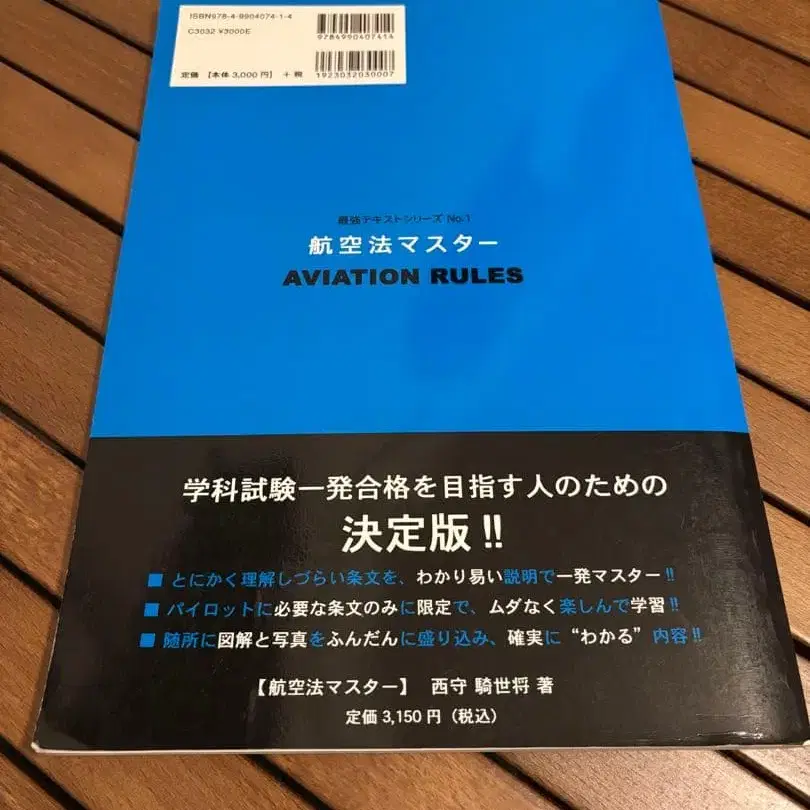 ISBN978-4-9904074-1-4
C3032 ¥3000E
定価 [本体 3,000円] +税
9784990407414
1923032030007
最強テキストシリーズ No.1
航空法マスター
AVIATION RULES
学科試験一発合格を目指す人のための
決定版!!
■ とにかく理解しづらい条文を、わかり易い説明で一発マスター!!
■ パイロットに必要な条文のみに限定で、ムダなく楽しんで学習!!
■ 随所に図解と写真をふんだんに盛り込み、確実に“わかる”内容!!
【航空法マスター】 西守 騎世将 著
定価 3,150円(税込)